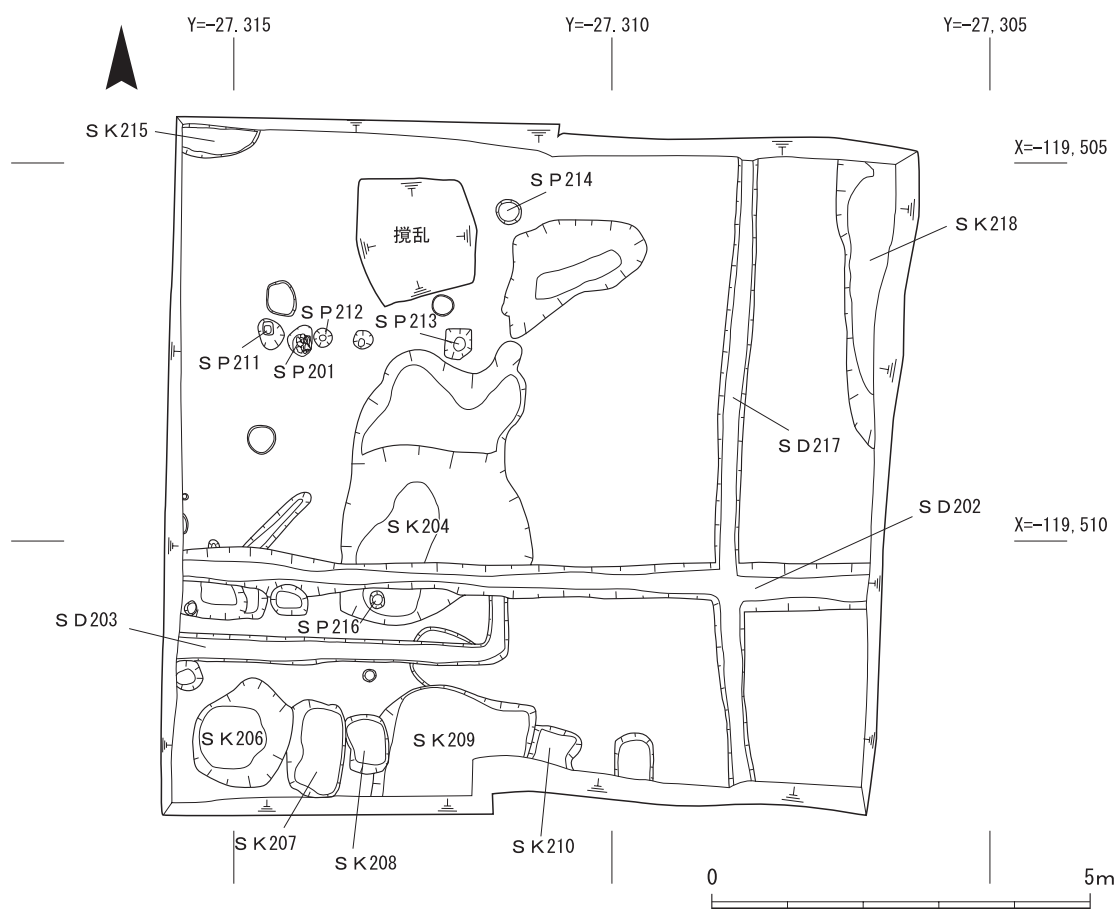 Y=-27.315
Y=-27.310
Y=-27,305
SK215
X=-119,505
SP214
SK218
撹乱
SP212
SP213
SP211
SP201
SD217
SD202
SK204
X=-119,510
SD203
SP216
SK206
SK209
SK207
SK208
SK210
0
5m